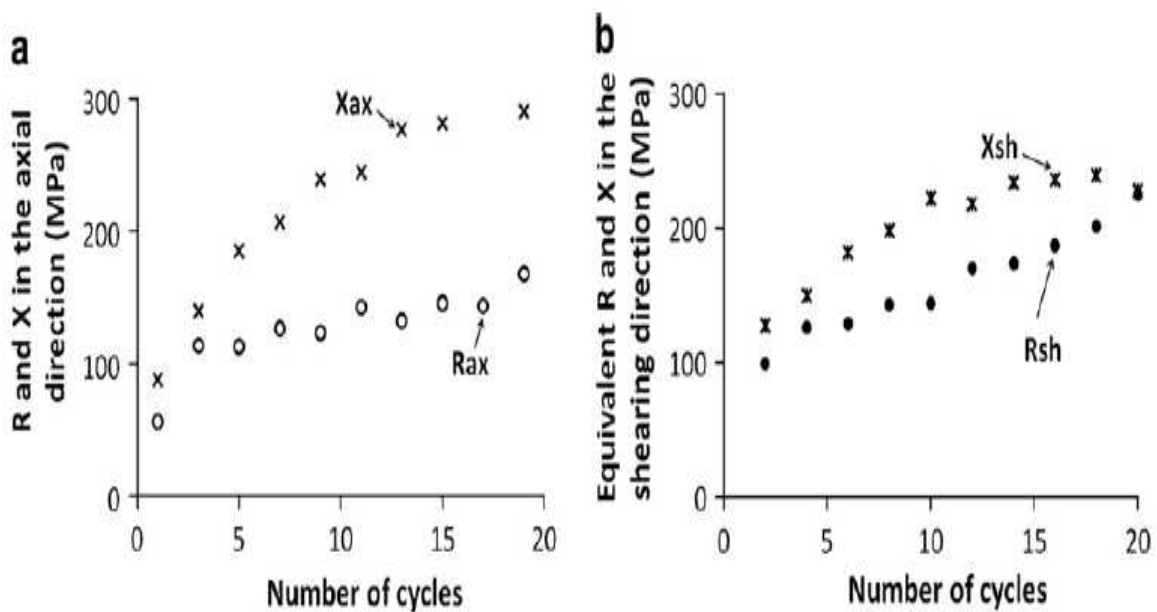 a
R and X in the axial
direction (MPa)
300
200
100
0
0
5
10
15
20
Number of cycles
Xax
Rax
b
Equivalent R and X in the
shearing direction (MPa)
300
200
100
0
0
5
10
15
20
Number of cycles
Xsh
Rsh